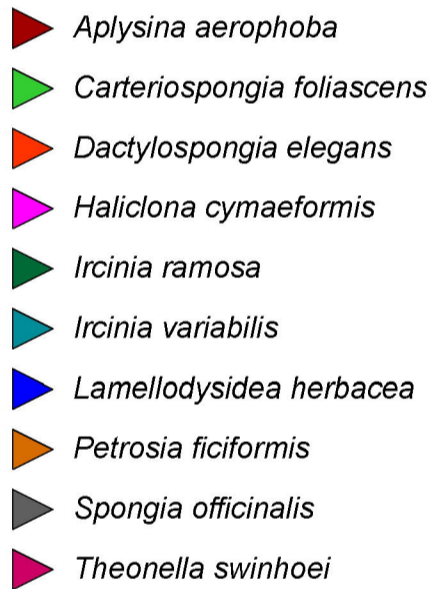 Aplysina aerophoba
Carteriospongia foliascens
Dactylospongia elegans
Haliclona cymaeformis
Ircinia ramosa
Ircinia variabilis
Lamellodysidea herbacea
Petrosia ficiformis
Spongia officinalis
Theonella swinhoei